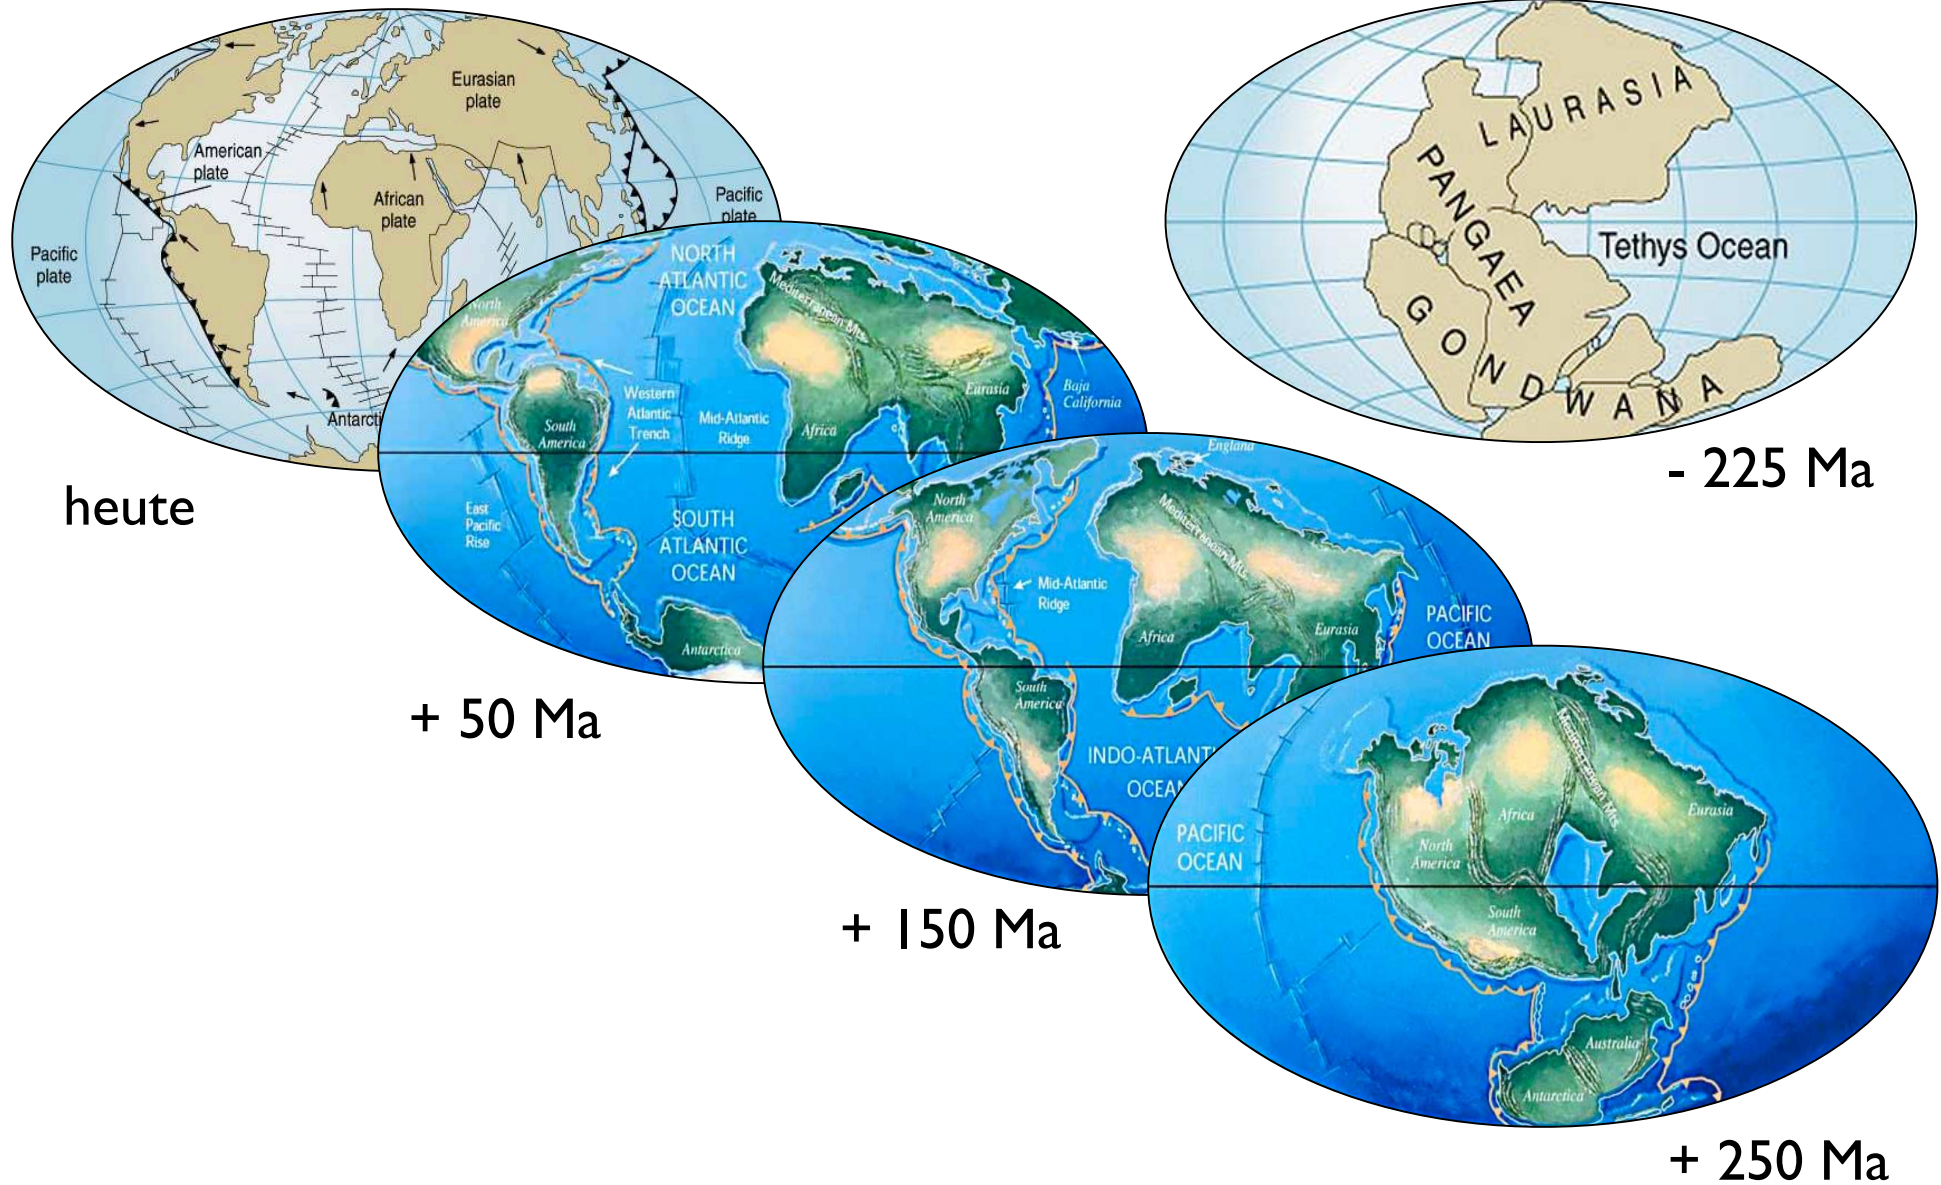 Eurasian
plate
American
plate
African
plate
Pacific
plate
Pacific
plate
Antarcti
heute
LAURASIA
PANGAEA
GONDWANA
Tethys Ocean
- 225 Ma
NORTH
ATLANTIC
OCEAN
North
America
Mediterranean Mts.
Eurasia
Baja
California
Western
Atlantic
Trench
Mid-Atlantic
Ridge
South
America
Africa
East
Pacific
Rise
SOUTH
ATLANTIC
OCEAN
Antarctica
+ 50 Ma
England
North
America
Mediterranean Mts.
Mid-Atlantic
Ridge
Africa
Eurasia
PACIFIC
OCEAN
South
America
INDO-ATLANT
OCEA
+ 150 Ma
Mediterranean Mts.
Africa
Eurasia
PACIFIC
OCEAN
North
America
South
America
Australia
Antarctica
+ 250 Ma